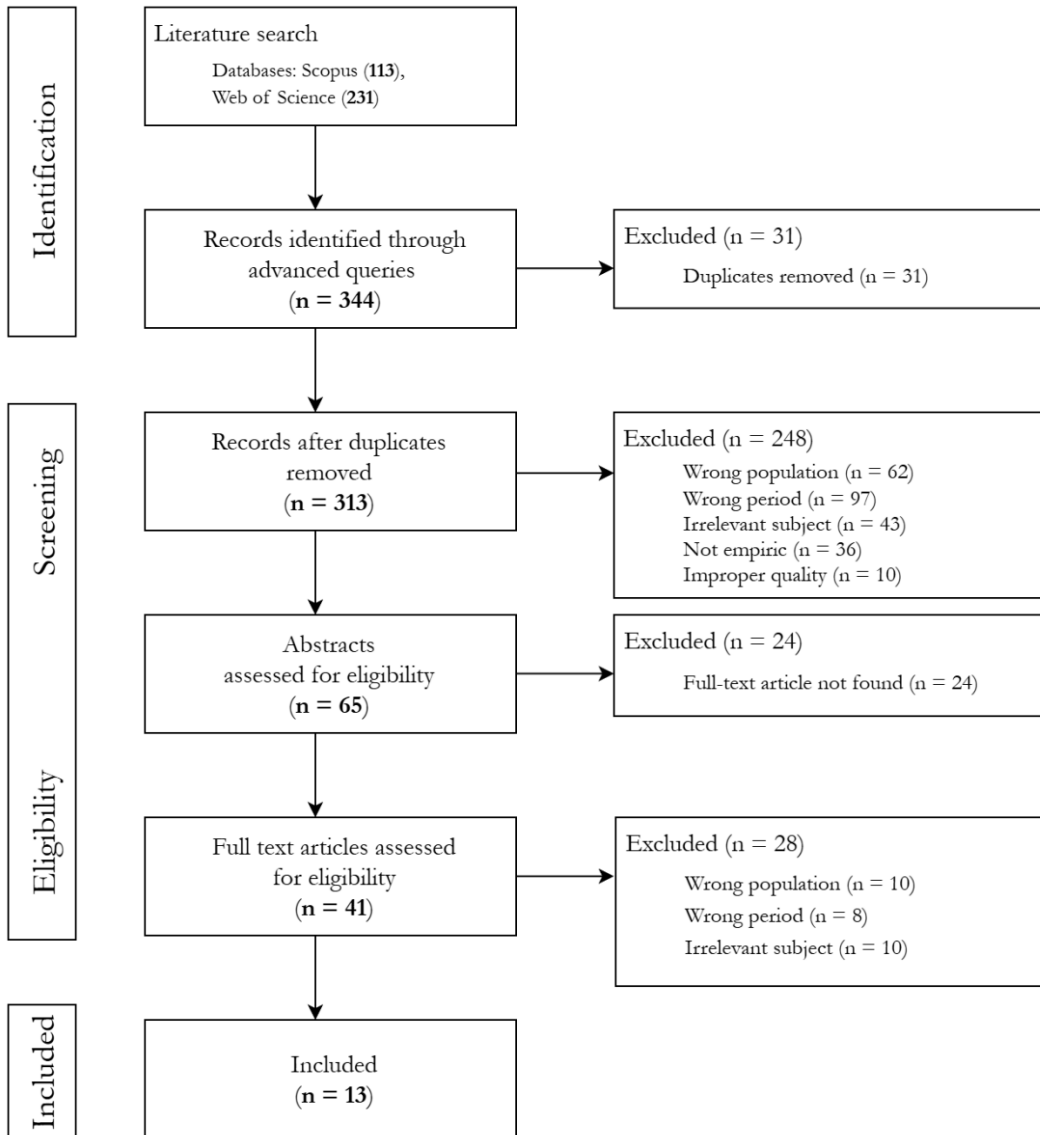 Identification
Literature search
Databases: Scopus (113),
Web of Science (231)
Records identified through
advanced queries
(n = 344)
Excluded (n = 31)
Duplicates removed (n = 31)
Screening
Records after duplicates
removed
(n = 313)
Excluded (n = 248)
Wrong population (n = 62)
Wrong period (n = 97)
Irrelevant subject (n = 43)
Not empiric (n = 36)
Improper quality (n = 10)
Abstracts
assessed for eligibility
(n = 65)
Excluded (n = 24)
Full-text article not found (n = 24)
Eligibility
Full text articles assessed
for eligibility
(n = 41)
Excluded (n = 28)
Wrong population (n = 10)
Wrong period (n = 8)
Irrelevant subject (n = 10)
Included
Included
(n = 13)